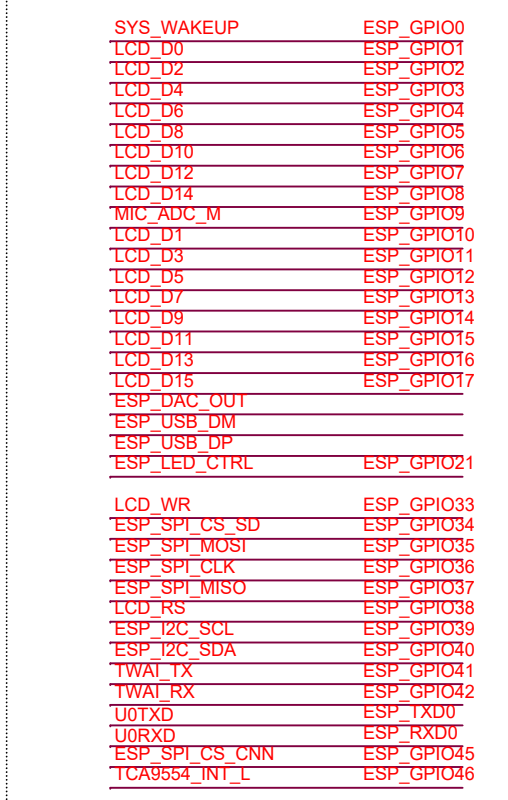 SYS_WAKEUP ESP_GPIO0
LCD_D0 ESP_GPIO1
LCD_D2 ESP_GPIO2
LCD_D4 ESP_GPIO3
LCD_D6 ESP_GPIO4
LCD_D8 ESP_GPIO5
LCD_D10 ESP_GPIO6
LCD_D12 ESP_GPIO7
LCD_D14 ESP_GPIO8
MIC_ADC_M ESP_GPIO9
LCD_D1 ESP_GPIO10
LCD_D3 ESP_GPIO11
LCD_D5 ESP_GPIO12
LCD_D7 ESP_GPIO13
LCD_D9 ESP_GPIO14
LCD_D11 ESP_GPIO15
LCD_D13 ESP_GPIO16
LCD_D15 ESP_GPIO17
ESP_DAC_OUT
ESP_USB_DM
ESP_USB_DP
ESP_LED_CTRL ESP_GPIO21
LCD_WR ESP_GPIO33
ESP_SPI_CS_SD ESP_GPIO34
ESP_SPI_MOSI ESP_GPIO35
ESP_SPI_CLK ESP_GPIO36
ESP_SPI_MISO ESP_GPIO37
LCD_RS ESP_GPIO38
ESP_I2C_SCL ESP_GPIO39
ESP_I2C_SDA ESP_GPIO40
TWAI_TX ESP_GPIO41
TWAI_RX ESP_GPIO42
U0TXD ESP_TXD0
U0RXD ESP_RXD0
ESP_SPI_CS_CNN ESP_GPIO45
TCA9554_INT_L ESP_GPIO46